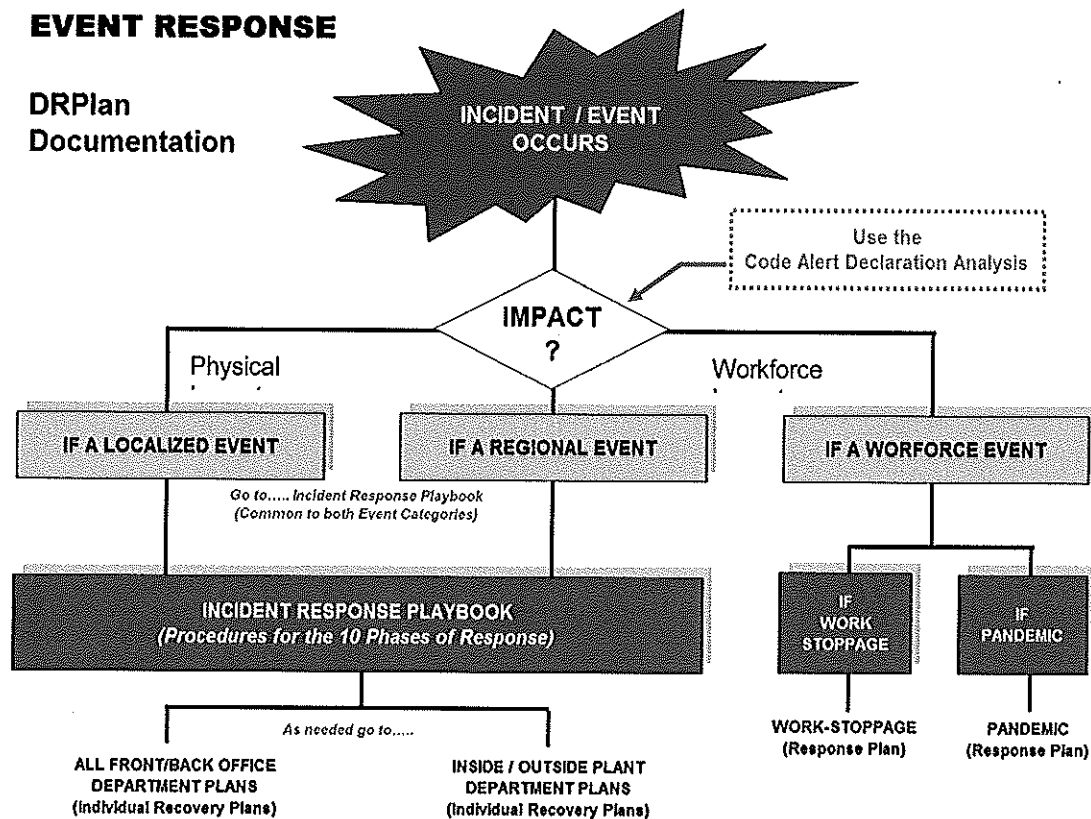 EVENT RESPONSE
DRPlan
Documentation
INCIDENT / EVENT
OCCURS
Use the
Code Alert Declaration Analysis
IMPACT
?
Physical
Workforce
IF A LOCALIZED EVENT
IF A REGIONAL EVENT
IF A WORFORCE EVENT
Go to..... Incident Response Playbook
(Common to both Event Categories)
INCIDENT RESPONSE PLAYBOOK
(Procedures for the 10 Phases of Response)
IF
WORK
STOPPAGE
IF
PANDEMIC
As needed go to.....
WORK-STOPPAGE
(Response Plan)
PANDEMIC
(Response Plan)
ALL FRONT/BACK OFFICE
DEPARTMENT PLANS
(Individual Recovery Plans)
INSIDE / OUTSIDE PLANT
DEPARTMENT PLANS
(Individual Recovery Plans)